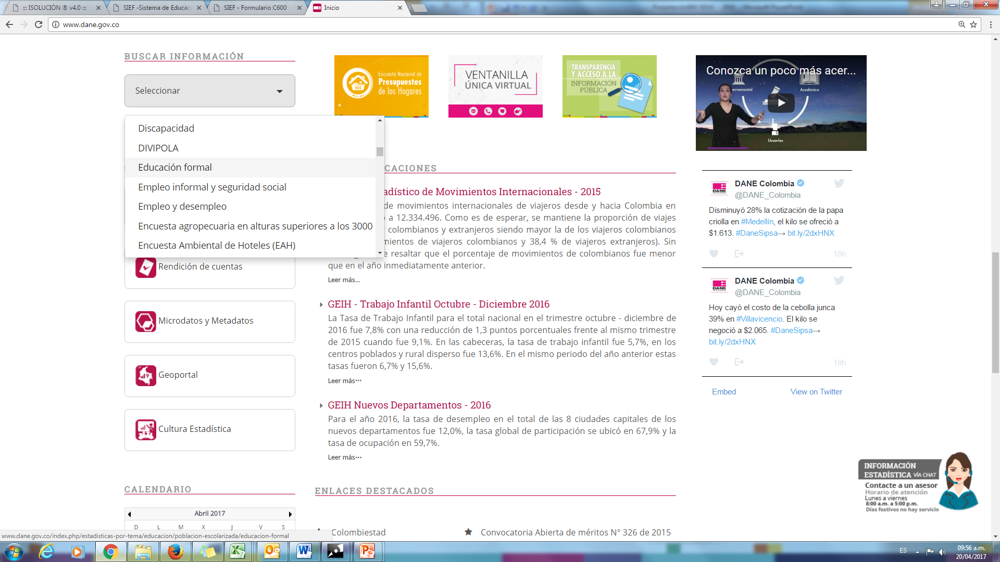 ::: ISOLUCIÓN ® v4.0 :::
SIEF -Sistema de Educaci
SIEF - Formulario C600
Inicio
www.dane.gov.co
BUSCAR INFORMACIÓN
Seleccionar
Discapacidad
DIVIPOLA
Educación formal
Empleo informal y seguridad social
Empleo y desempleo
Encuesta agropecuaria en alturas superiores a los 3000
Encuesta Ambiental de Hoteles (EAH)
Rendición de cuentas
Microdatos y Metadatos
Geoportal
Cultura Estadística
CALENDARIO
Abril 2017
D L M X J V S
www.dane.gov.co/index.php/estadisticas-por-tema/educacion/poblacion-escolarizada/educacion-formal
Encuesta Nacional de
Presupuestos
de los Hogares
VENTANILLA
ÚNICA VIRTUAL
TRANSPARENCIA
Y ACCESO A LA
INFORMACIÓN
PÚBLICA
CACIONES
adístico de Movimientos Internacionales - 2015
de movimientos internacionales de viajeros desde y hacia Colombia en
a 12.334.496. Como es de esperar, se mantiene la proporción de viajes
colombianos y extranjeros siendo mayor la de los viajeros colombianos
mientos de viajeros colombianos y 38,4 % de viajeros extranjeros). Sin
e resaltar que el porcentaje de movimientos de colombianos fue menor
que en el año inmediatamente anterior.
Leer más...
GEIH - Trabajo Infantil Octubre - Diciembre 2016
La Tasa de Trabajo Infantil para el total nacional en el trimestre octubre - diciembre de
2016 fue 7,8% con una reducción de 1,3 puntos porcentuales frente al mismo trimestre
de 2015 cuando fue 9,1%. En las cabeceras, la tasa de trabajo infantil fue 5,7%, en los
centros poblados y rural disperso fue 13,6%. En el mismo periodo del año anterior estas
tasas fueron 6,7% y 15,6%.
Leer más···
GEIH Nuevos Departamentos - 2016
Para el año 2016, la tasa de desempleo en el total de las 8 ciudades capitales de los
nuevos departamentos fue 12,0%, la tasa global de participación se ubicó en 67,9% y la
tasa de ocupación en 59,7%.
Leer más···
ENLACES DESTACADOS
Colombiestad
Convocatoria Abierta de méritos N° 326 de 2015
Conozca un poco más acer...
ernamental
Académico
Usuarios
DANE Colombia
@DANE_Colombia
Disminuyó 28% la cotización de la papa
criolla en #Medellín, el kilo se ofreció a
$1.613. #DaneSipsa→ bit.ly/2dxHNX
18h
DANE Colombia
@DANE_Colombia
Hoy cayó el costo de la cebolla junca
39% en #Villavicencio. El kilo se
negoció a $2.065. #DaneSipsa→
bit.ly/2dxHNX
18h
Embed
View on Twitter
INFORMACIÓN
ESTADÍSTICA VÍA CHAT
Contacte a un asesor
Horario de atención
Lunes a viernes
8:00 a.m. a 5:00 p.m.
Días festivos no hay servicio
ES
09:56 a.m.
20/04/2017